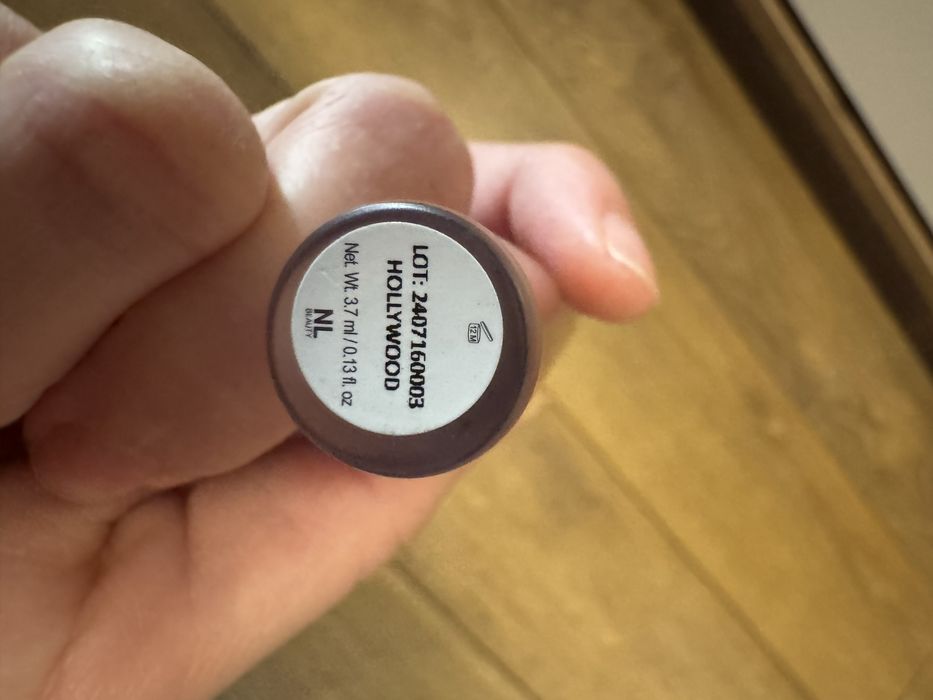 12M
LOT: 2407160003
HOLLYWOOD
Net. Wt. 3.7 ml / 0.13 fl. oz
NL
BEAUTY